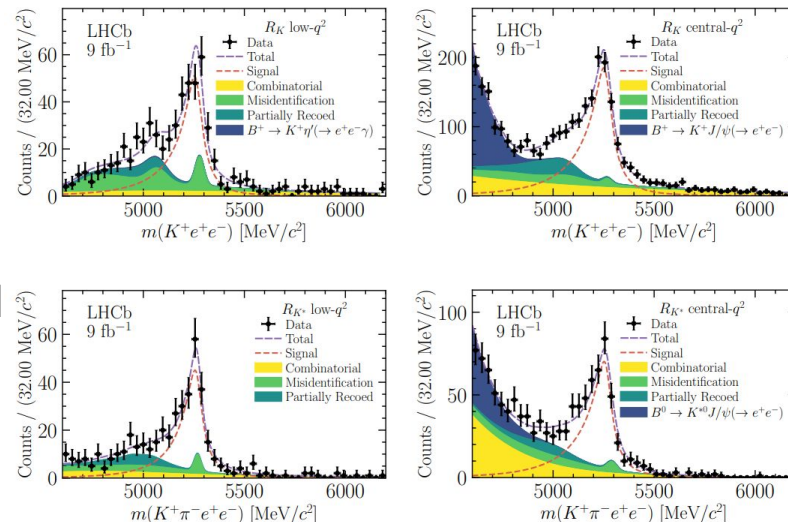 LHCb
9 fb⁻¹
R_K low-q²
Data
Total
Signal
Combinatorial
Misidentification
Partially Recoed
B⁺ → K⁺η′(→ e⁺e⁻γ)
Counts / (32.00 MeV/c²)
60
40
20
0
5000
5500
6000
m(K⁺e⁺e⁻) [MeV/c²]
LHCb
9 fb⁻¹
R_K central-q²
Data
Total
Signal
Combinatorial
Misidentification
Partially Recoed
B⁺ → K⁺J/ψ(→ e⁺e⁻)
Counts / (32.00 MeV/c²)
200
100
0
5000
5500
6000
m(K⁺e⁺e⁻) [MeV/c²]
LHCb
9 fb⁻¹
R_K* low-q²
Data
Total
Signal
Combinatorial
Misidentification
Partially Recoed
Counts / (32.00 MeV/c²)
60
40
20
0
5000
5500
6000
m(K⁺π⁻e⁺e⁻) [MeV/c²]
LHCb
9 fb⁻¹
R_K* central-q²
Data
Total
Signal
Combinatorial
Misidentification
Partially Recoed
B⁰ → K*⁰J/ψ(→ e⁺e⁻)
Counts / (32.00 MeV/c²)
100
50
0
5000
5500
6000
m(K⁺π⁻e⁺e⁻) [MeV/c²]